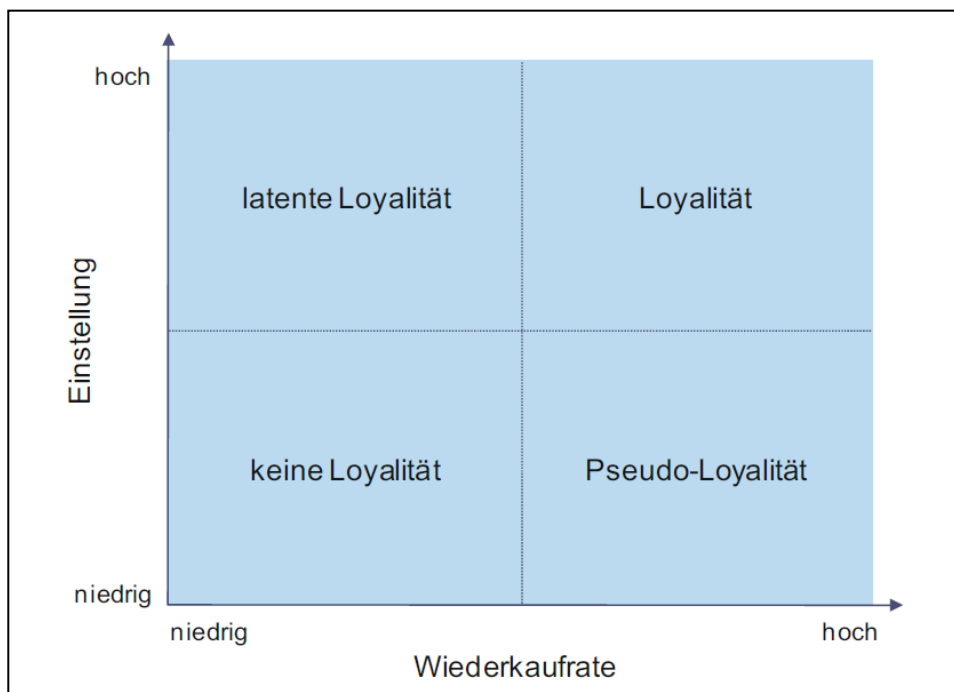 hoch
latente Loyalität
Loyalität
Einstellung
keine Loyalität
Pseudo-Loyalität
niedrig
niedrig
hoch
Wiederkaufrate